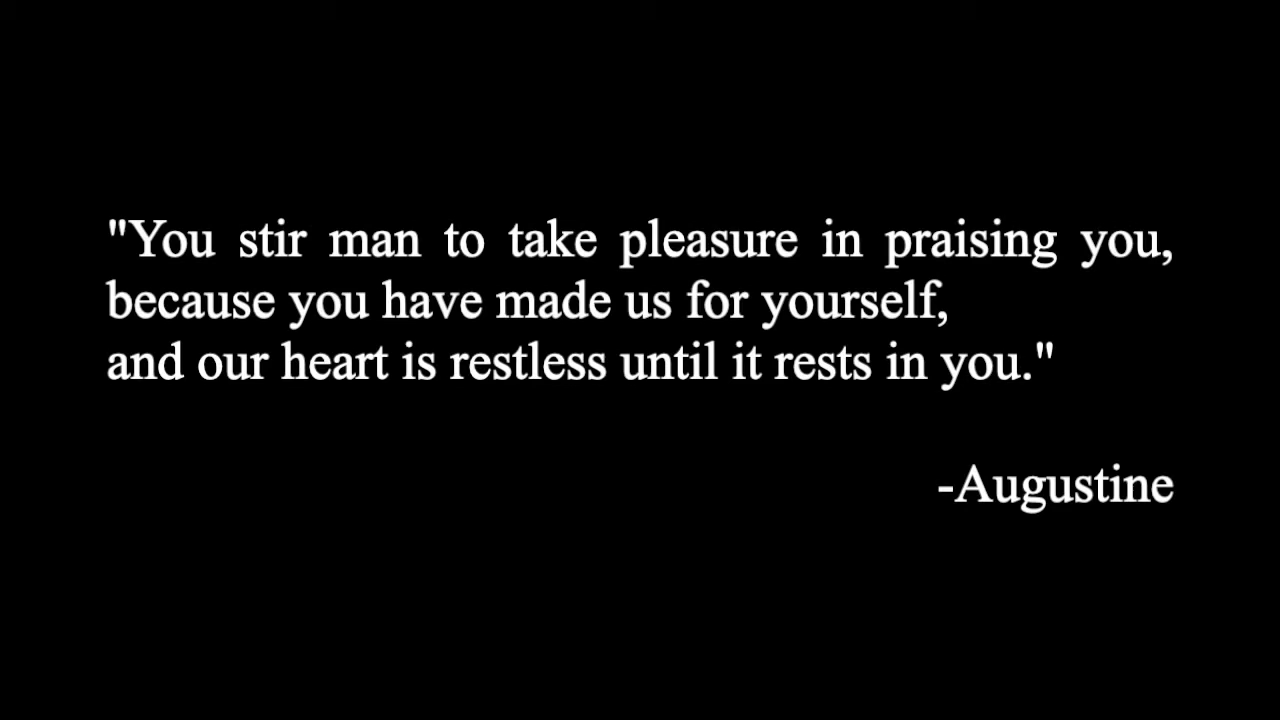 "You stir man to take pleasure in praising you,
because you have made us for yourself,
and our heart is restless until it rests in you."
-Augustine